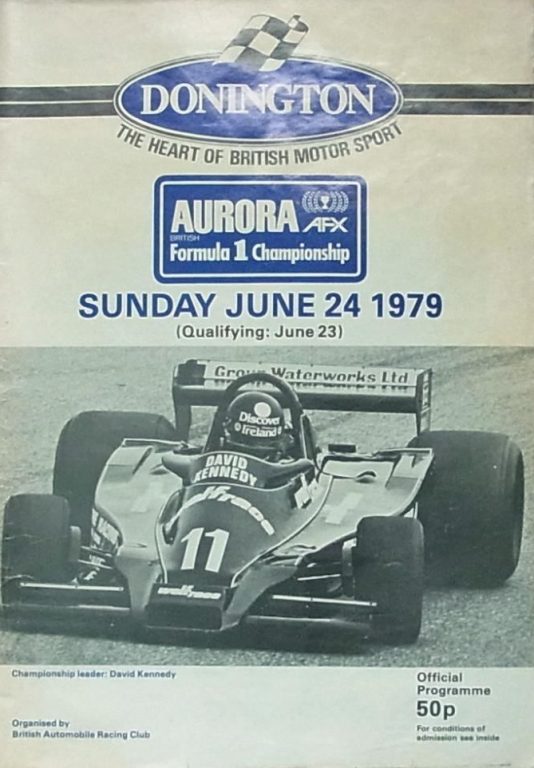 DONINGTON
THE HEART OF BRITISH MOTOR SPORT
AURORA AFX
BRITISH
Formula 1 Championship
SUNDAY JUNE 24 1979
(Qualifying: June 23)
Waterworks Ltd
Discover
Ireland
DAVID
KENNEDY
wolfrace
11
wolfrace
Championship leader: David Kennedy
Organised by
British Automobile Racing Club
Official
Programme
50p
For conditions of
admission see inside